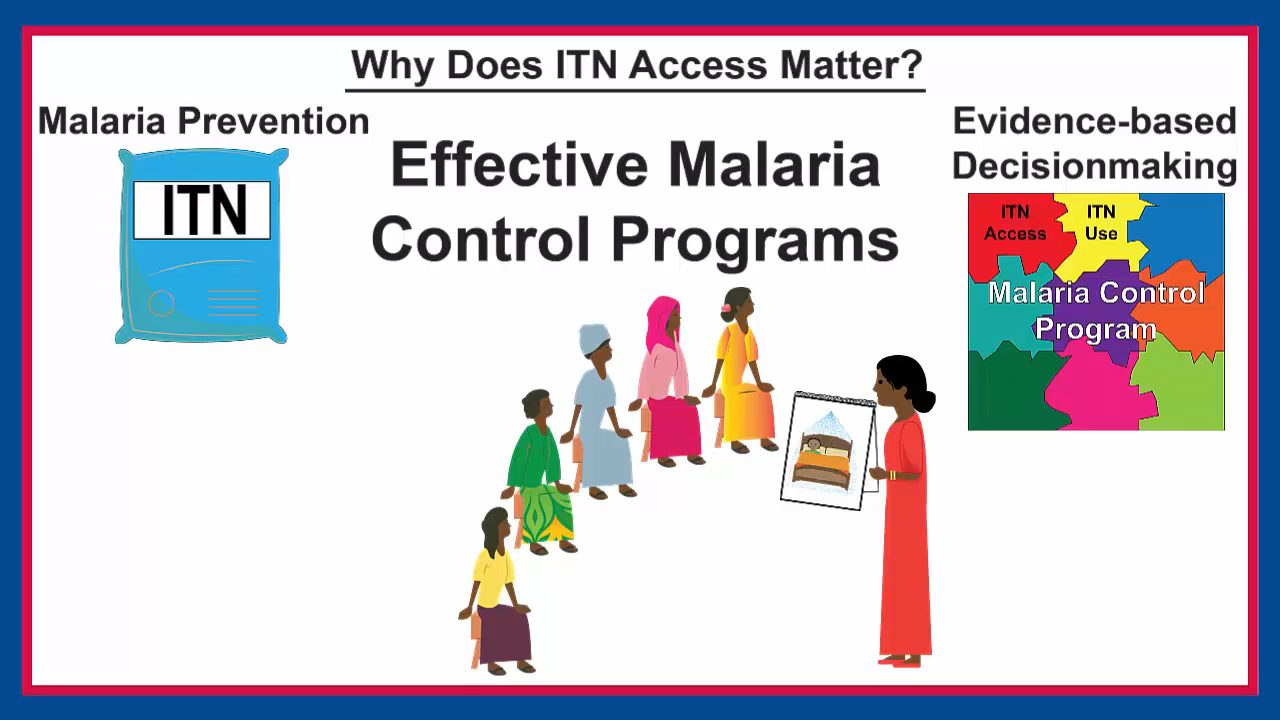 Why Does ITN Access Matter?
Malaria Prevention
ITN
Effective Malaria
Control Programs
Evidence-based
Decisionmaking
ITN
Access
ITN
Use
Malaria Control
Program